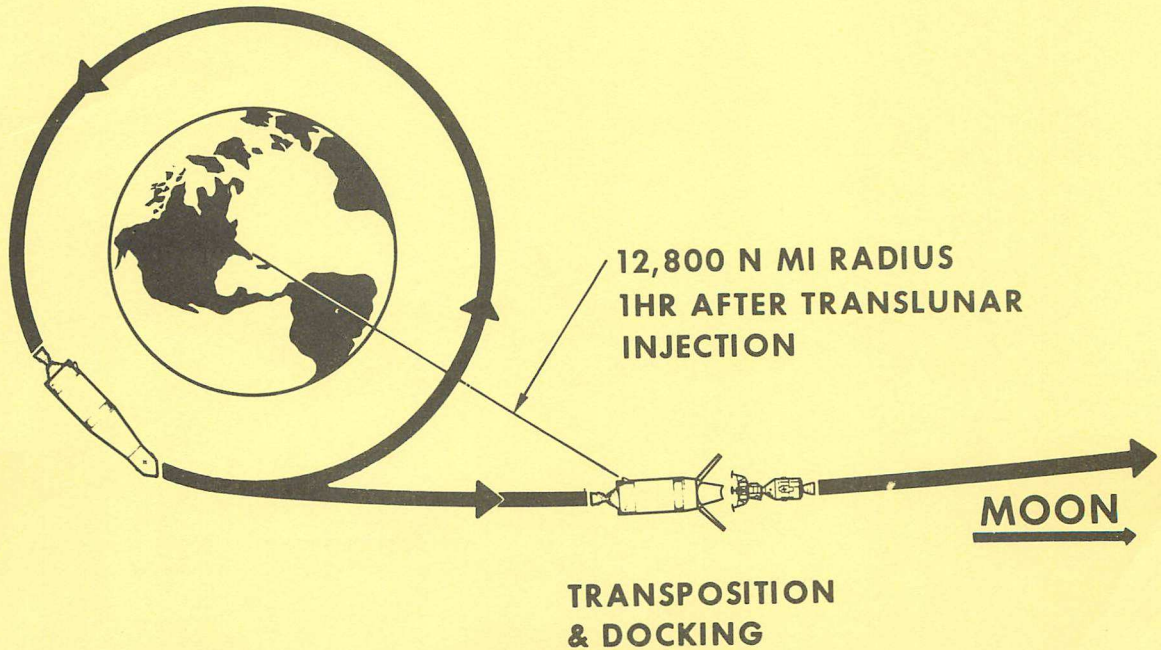 12,800 N MI RADIUS
1HR AFTER TRANSLUNAR
INJECTION
MOON
TRANSPOSITION
& DOCKING